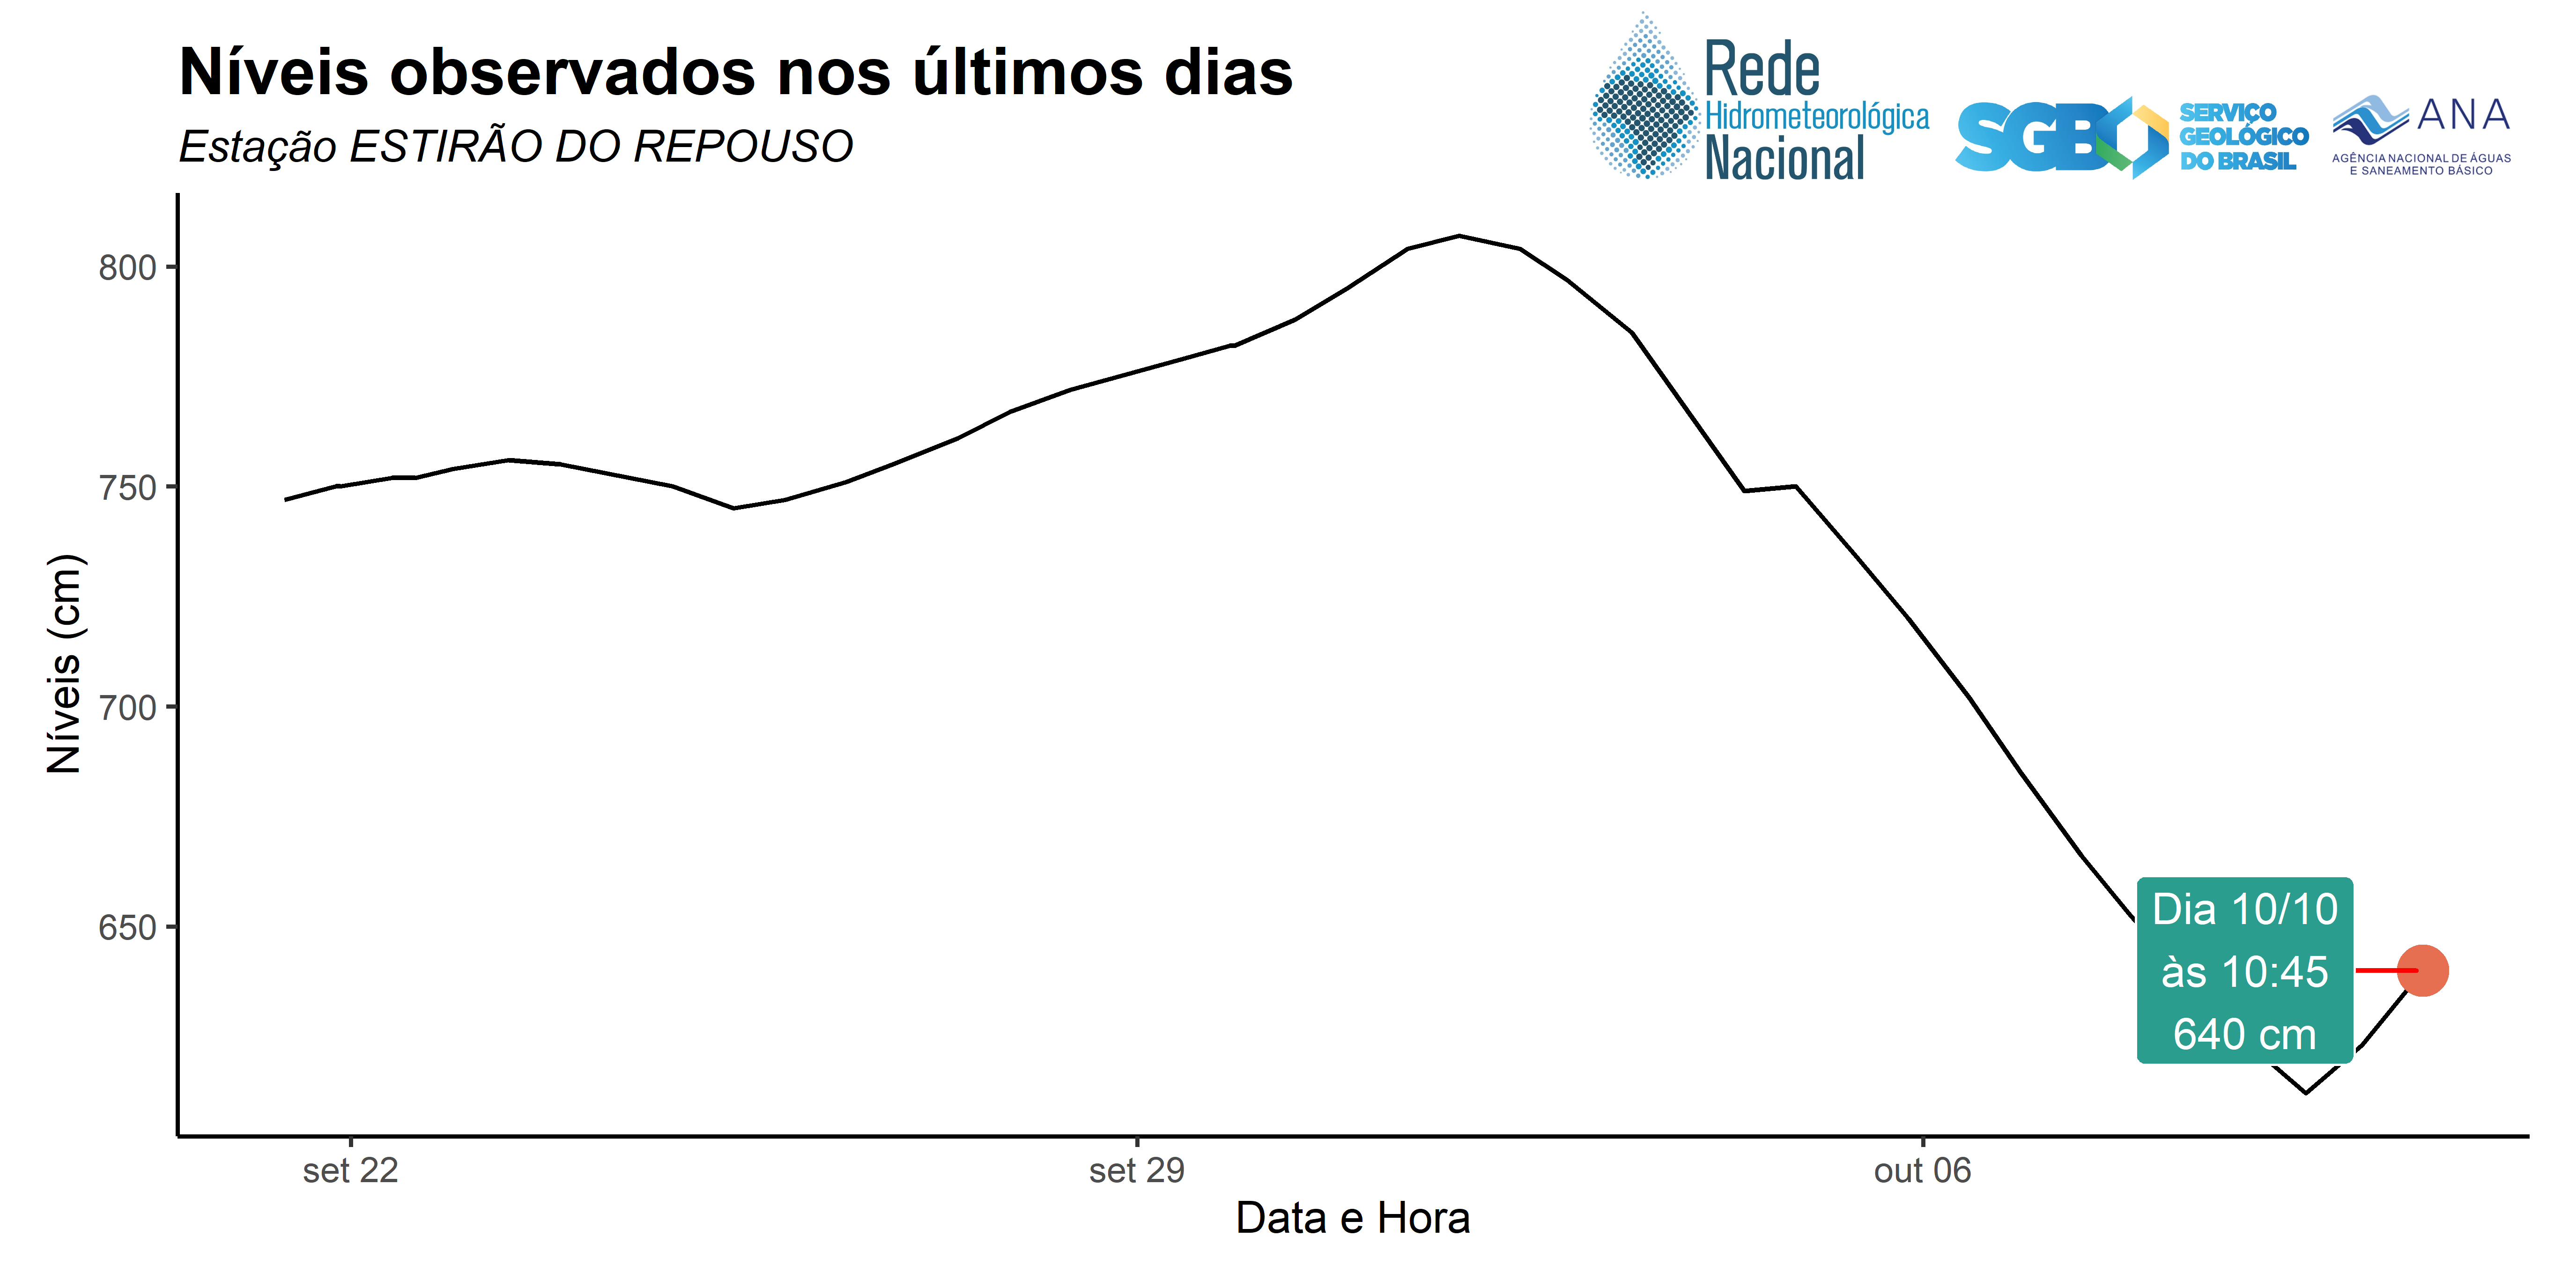 Níveis observados nos últimos dias
Estação ESTIRÃO DO REPOUSO
Rede
Hidrometeorológica
Nacional
SGB
SERVIÇO
GEOLÓGICO
DO BRASIL
ANA
AGÊNCIA NACIONAL DE ÁGUAS
E SANEAMENTO BÁSICO
Níveis (cm)
800
750
700
650
Dia 10/10
às 10:45
640 cm
set 22
set 29
out 06
Data e Hora